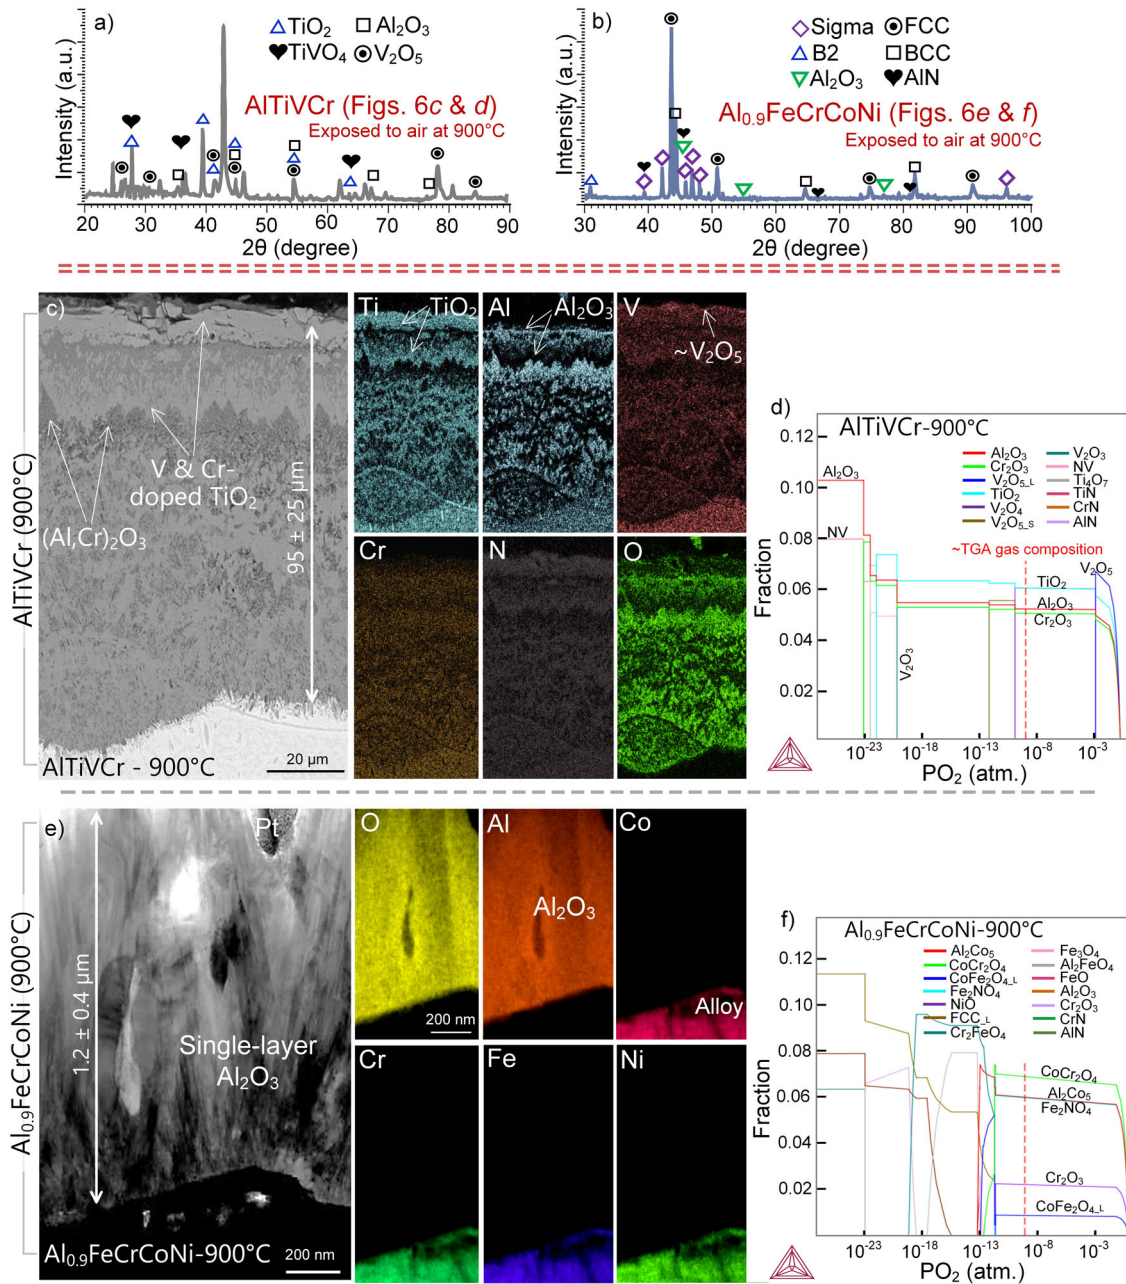 a)
TiO₂ Al₂O₃
TiVO₄ V₂O₅
AlTiVCr (Figs. 6c & d)
Exposed to air at 900°C
Intensity (a.u.)
20 30 40 50 60 70 80 90
2θ (degree)
b)
Sigma FCC
B2 BCC
Al₂O₃ AlN
Al₀.₉FeCrCoNi (Figs. 6e & f)
Exposed to air at 900°C
Intensity (a.u.)
30 40 50 60 70 80 90 100
2θ (degree)
AlTiVCr (900°C)
c)
V & Cr-
doped TiO₂
(Al,Cr)₂O₃
95 ± 25 µm
AlTiVCr - 900°C
20 µm
Ti TiO₂
Al Al₂O₃
V
~V₂O₅
Cr
N
O
d)
AlTiVCr-900°C
Al₂O₃ V₂O₃
Cr₂O₃ NV
V₂O₅_L Ti₄O₇
TiO₂ TiN
V₂O₄ CrN
V₂O₅_S AlN
~TGA gas composition
Al₂O₃
NV
V₂O₃
V₂O₅
TiO₂
Al₂O₃
Cr₂O₃
Fraction
0.12
0.10
0.08
0.06
0.04
0.02
10⁻²³ 10⁻¹⁸ 10⁻¹³ 10⁻⁸ 10⁻³
PO₂ (atm.)
Al₀.₉FeCrCoNi (900°C)
e)
Pt
1.2 ± 0.4 µm
Single-layer
Al₂O₃
Al₀.₉FeCrCoNi-900°C
200 nm
O
200 nm
Al
Al₂O₃
Co
Alloy
Cr
Fe
Ni
f)
Al₀.₉FeCrCoNi-900°C
Al₂Co₅ Fe₃O₄
CoCr₂O₄ Al₂FeO₄
CoFe₂O₄_L FeO
Fe₂NO₄ Al₂O₃
NiO Cr₂O₃
FCC_L CrN
Cr₂FeO₄ AlN
CoCr₂O₄
Al₂Co₅
Fe₂NO₄
Cr₂O₃
CoFe₂O₄_L
Fraction
0.12
0.10
0.08
0.06
0.04
0.02
10⁻²³ 10⁻¹⁸ 10⁻¹³ 10⁻⁸ 10⁻³
PO₂ (atm.)